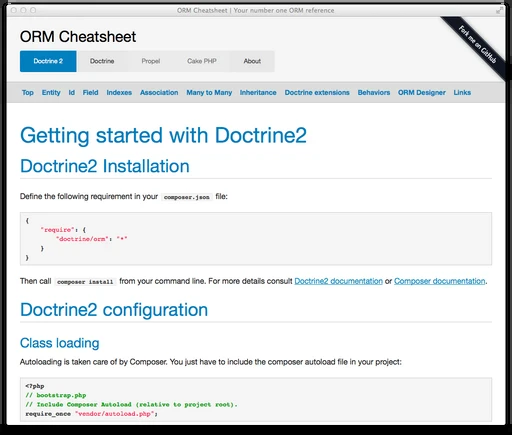 ORM Cheatsheet | Your number one ORM reference
ORM Cheatsheet
Fork me on GitHub
Doctrine 2 Doctrine Propel Cake PHP About
Top Entity Id Field Indexes Association Many to Many Inheritance Doctrine extensions Behaviors ORM Designer Links
Getting started with Doctrine2
Doctrine2 Installation
Define the following requirement in your composer.json file:
{
"require": {
"doctrine/orm": "*"
}
}
Then call composer install from your command line. For more details consult Doctrine2 documentation or Composer documentation.
Doctrine2 configuration
Class loading
Autoloading is taken care of by Composer. You just have to include the composer autoload file in your project:
<?php
// bootstrap.php
// Include Composer Autoload (relative to project root).
require_once "vendor/autoload.php";